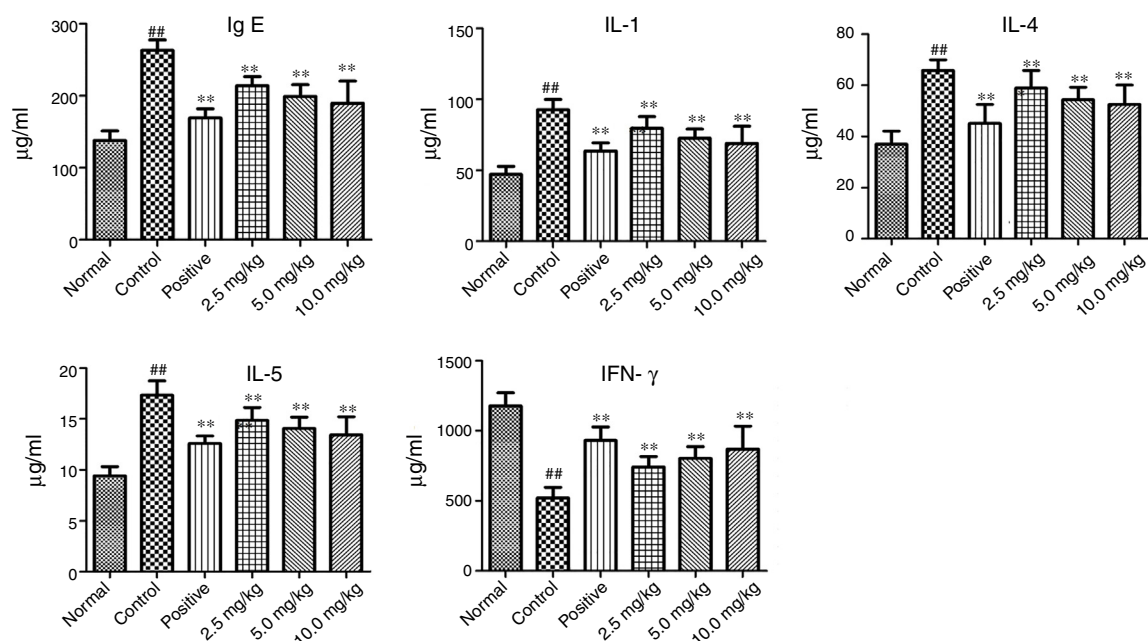 Ig E
μg/ml
300
200
100
0
##
**
**
**
**
Normal
Control
Positive
2.5 mg/kg
5.0 mg/kg
10.0 mg/kg
IL-1
μg/ml
150
100
50
0
##
**
**
**
**
Normal
Control
Positive
2.5 mg/kg
5.0 mg/kg
10.0 mg/kg
IL-4
μg/ml
80
60
40
20
0
##
**
**
**
**
Normal
Control
Positive
2.5 mg/kg
5.0 mg/kg
10.0 mg/kg
IL-5
μg/ml
20
15
10
5
0
##
**
**
**
**
Normal
Control
Positive
2.5 mg/kg
5.0 mg/kg
10.0 mg/kg
IFN- γ
μg/ml
1500
1000
500
0
##
**
**
**
**
Normal
Control
Positive
2.5 mg/kg
5.0 mg/kg
10.0 mg/kg